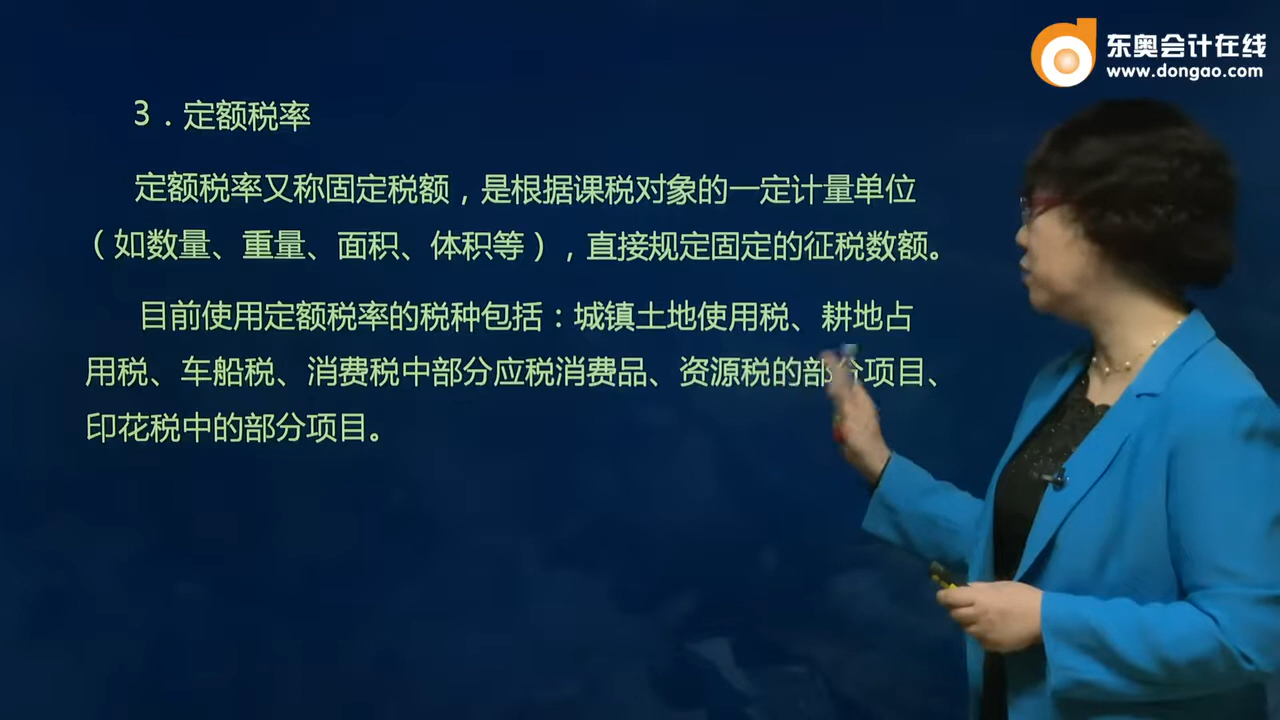 东奥会计在线
www.dongao.com
3．定额税率
定额税率又称固定税额，是根据课税对象的一定计量单位
（如数量、重量、面积、体积等），直接规定固定的征税数额。
目前使用定额税率的税种包括：城镇土地使用税、耕地占
用税、车船税、消费税中部分应税消费品、资源税的部分项目、
印花税中的部分项目。